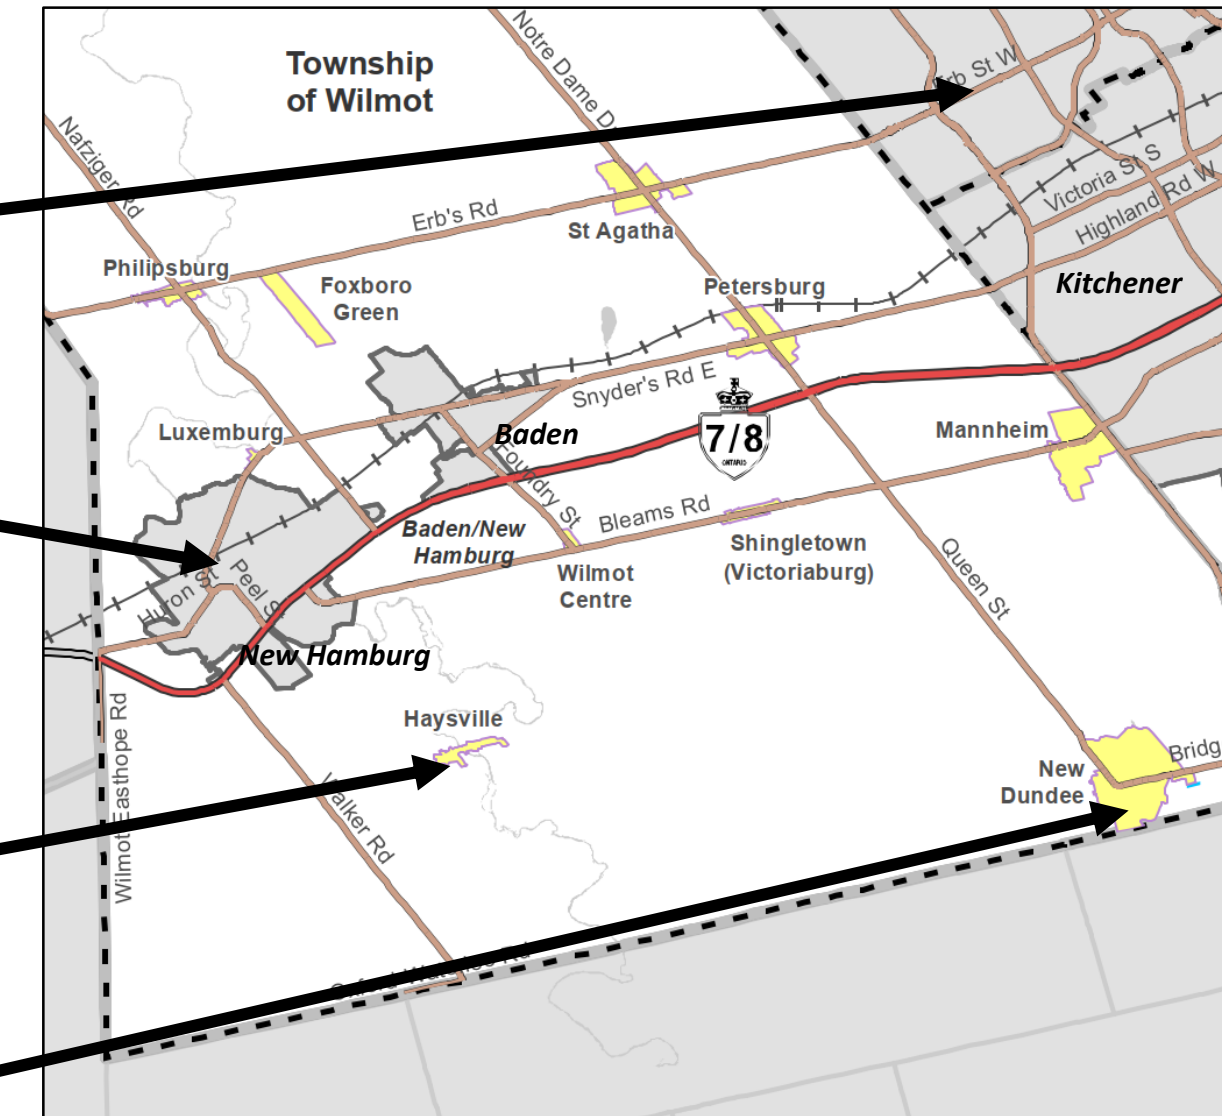 Township
of Wilmot
Notre Dame D
Erb St W
Nafziger Rd
Victoria St S
Highland Rd W
Erb's Rd
St Agatha
Philipsburg
Foxboro
Green
Petersburg
Kitchener
Snyder's Rd E
Luxemburg
Baden
7/8
ONTARIO
Mannheim
Foundry St
Baden/New
Hamburg
Bleams Rd
Shingletown
(Victoriaburg)
Wilmot
Centre
Queen St
Huron St
Peel St
New Hamburg
Haysville
Wilmot Easthope Rd
Walker Rd
New
Dundee
Bridg
Rd